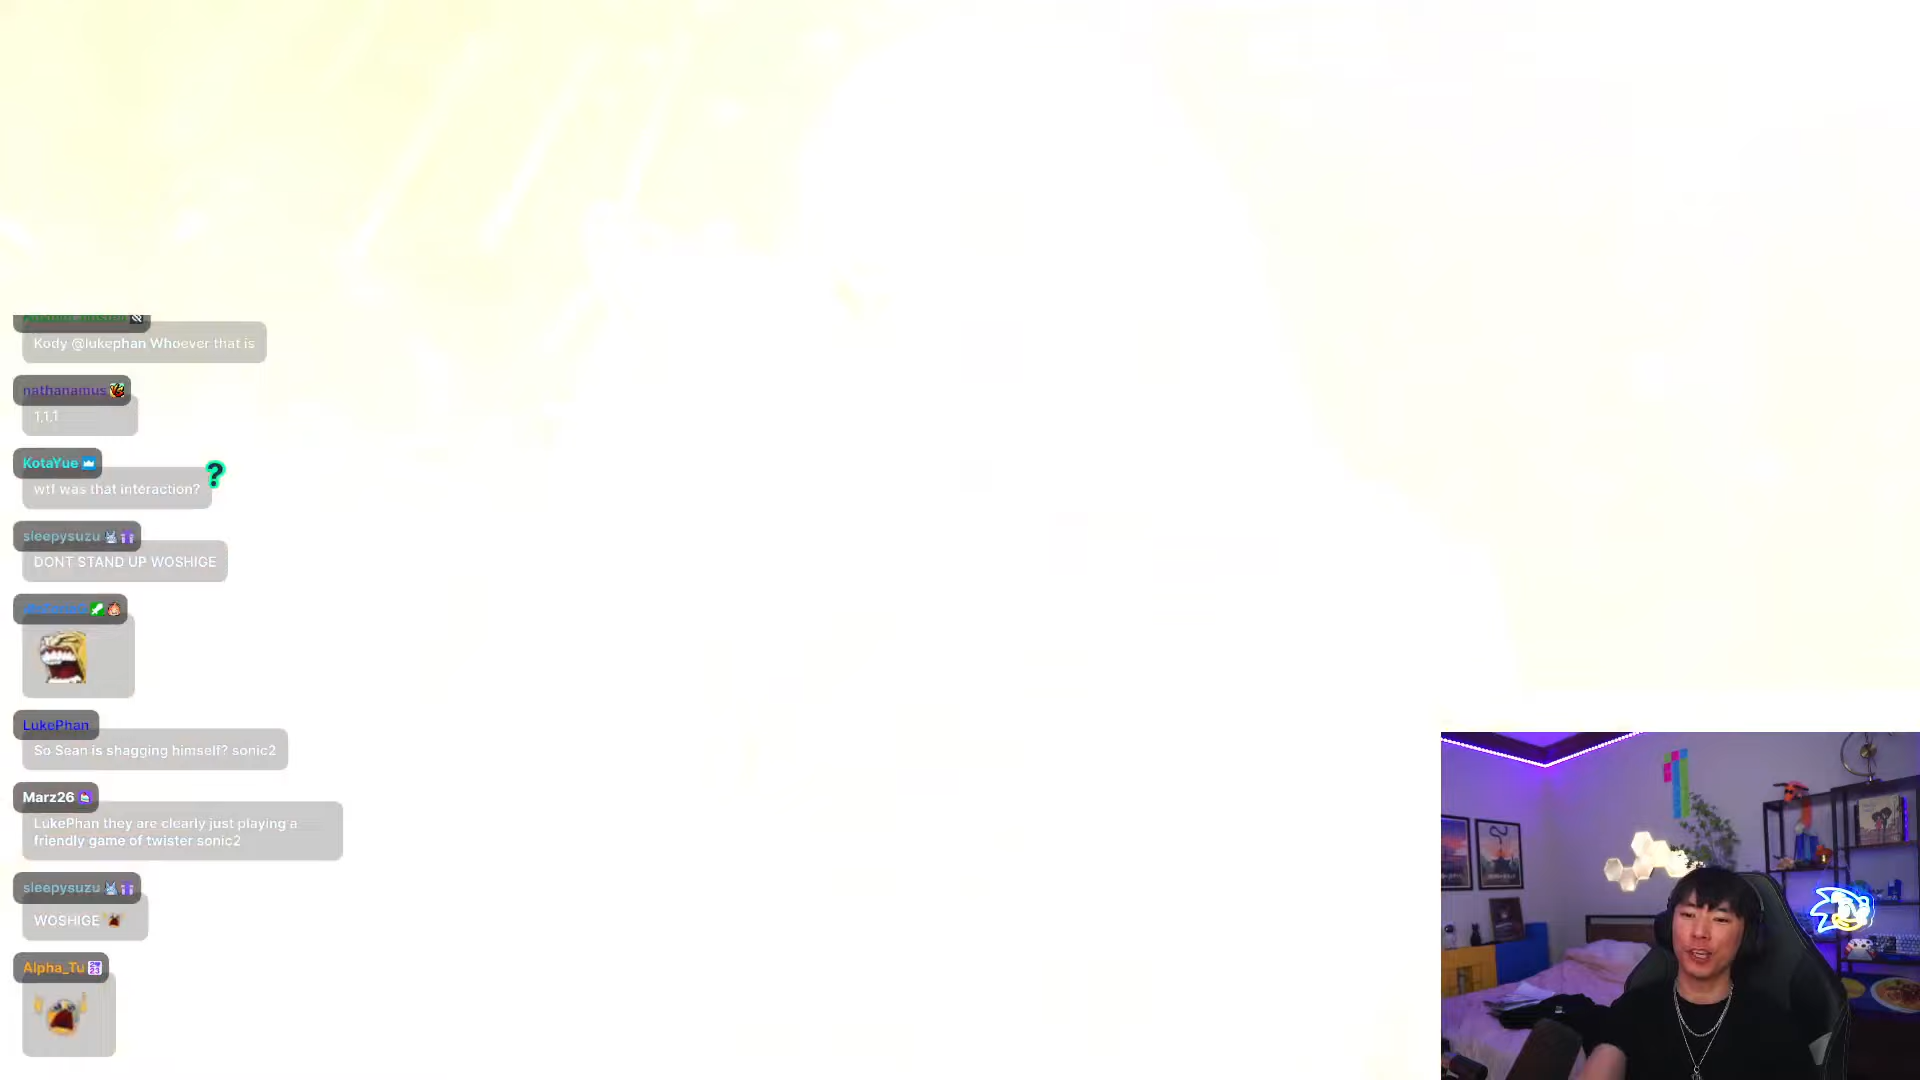 Kody @lukephan Whoever that is
nathanamus
1,1,1
KotaYue
wtf was that interaction?
?
sleepysuzu
DONT STAND UP WOSHIGE
LukePhan
So Sean is shagging himself? sonic2
Marz26
LukePhan they are clearly just playing a
friendly game of twister sonic2
sleepysuzu
WOSHIGE
Alpha_Tu